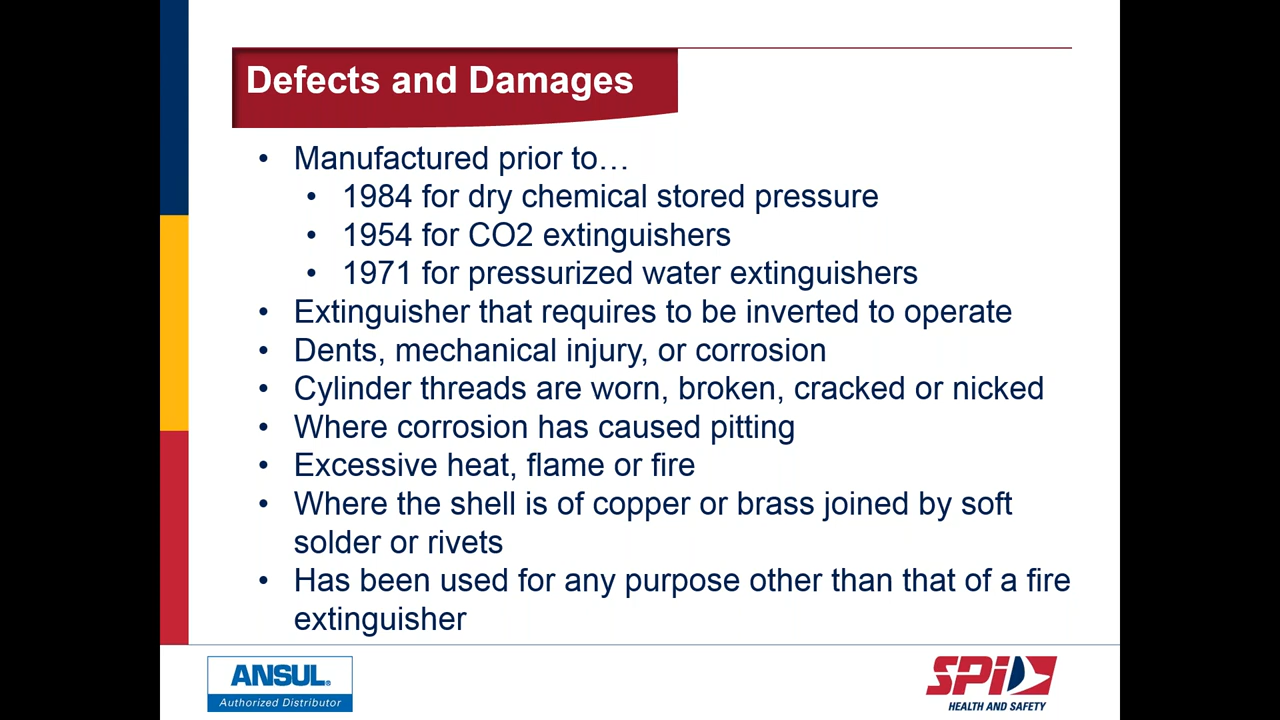 Defects and Damages
• Manufactured prior to…
• 1984 for dry chemical stored pressure
• 1954 for CO2 extinguishers
• 1971 for pressurized water extinguishers
• Extinguisher that requires to be inverted to operate
• Dents, mechanical injury, or corrosion
• Cylinder threads are worn, broken, cracked or nicked
• Where corrosion has caused pitting
• Excessive heat, flame or fire
• Where the shell is of copper or brass joined by soft
solder or rivets
• Has been used for any purpose other than that of a fire
extinguisher
ANSUL®
Authorized Distributor
SPi
HEALTH AND SAFETY